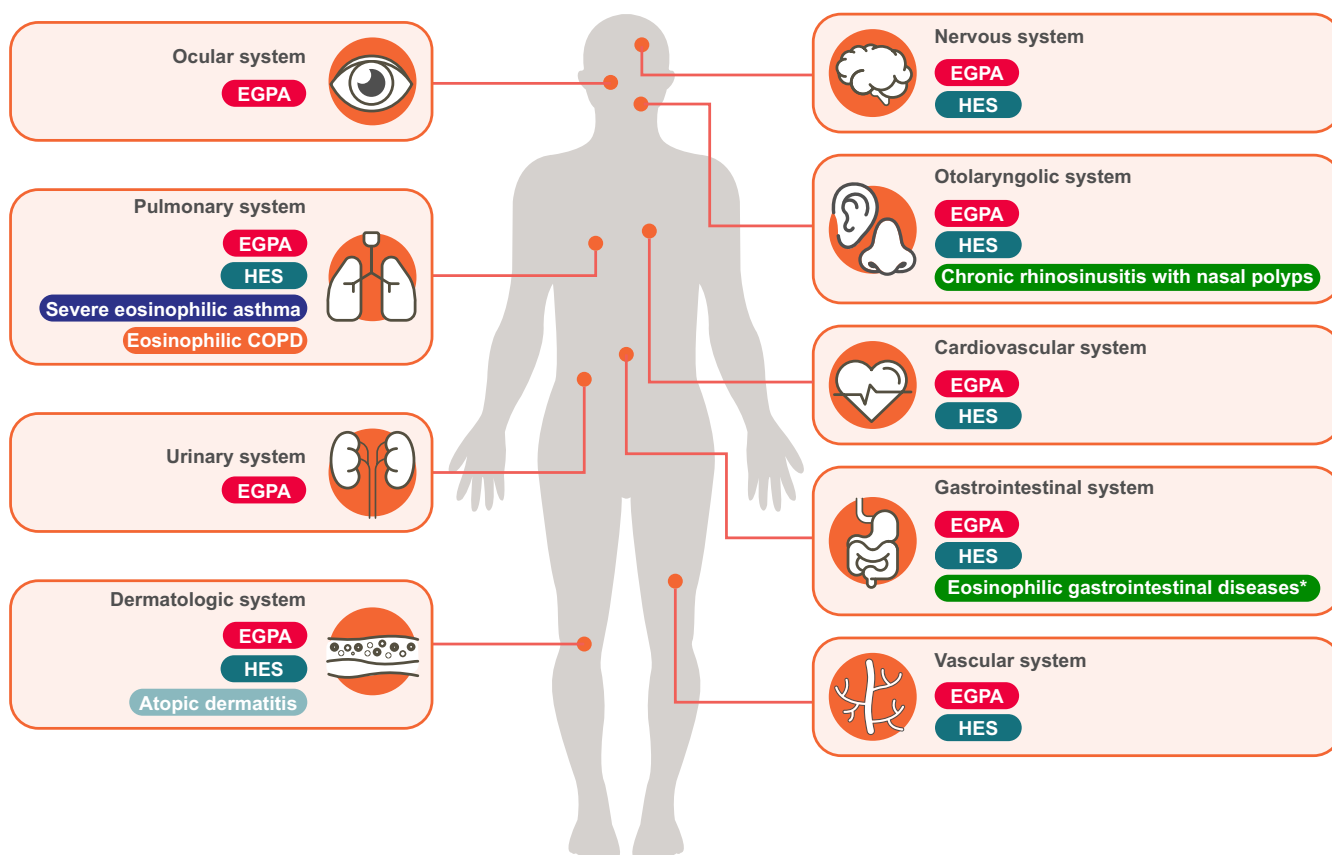 Ocular system
EGPA
Pulmonary system
EGPA
HES
Severe eosinophilic asthma
Eosinophilic COPD
Urinary system
EGPA
Dermatologic system
EGPA
HES
Atopic dermatitis
Nervous system
EGPA
HES
Otolaryngolic system
EGPA
HES
Chronic rhinosinusitis with nasal polyps
Cardiovascular system
EGPA
HES
Gastrointestinal system
EGPA
HES
Eosinophilic gastrointestinal diseases*
Vascular system
EGPA
HES